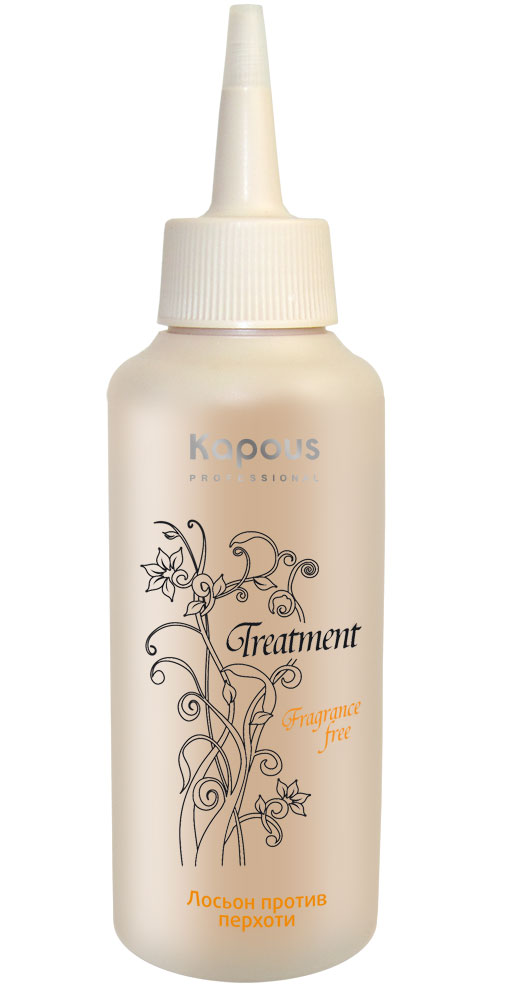 Kapous
PROFESSIONAL
Treatment
Fragrance
free
Лосьон против
перхоти